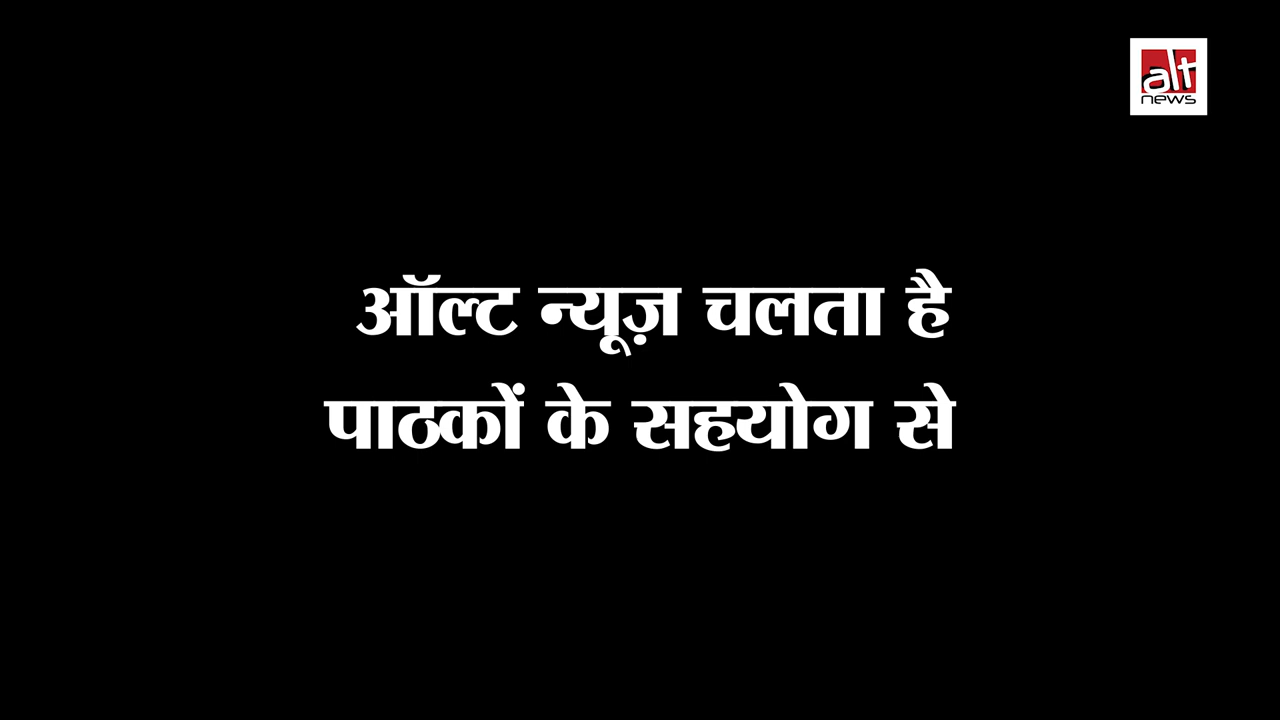 alt
news
ऑल्ट न्यूज़ चलता है
पाठकों के सहयोग से